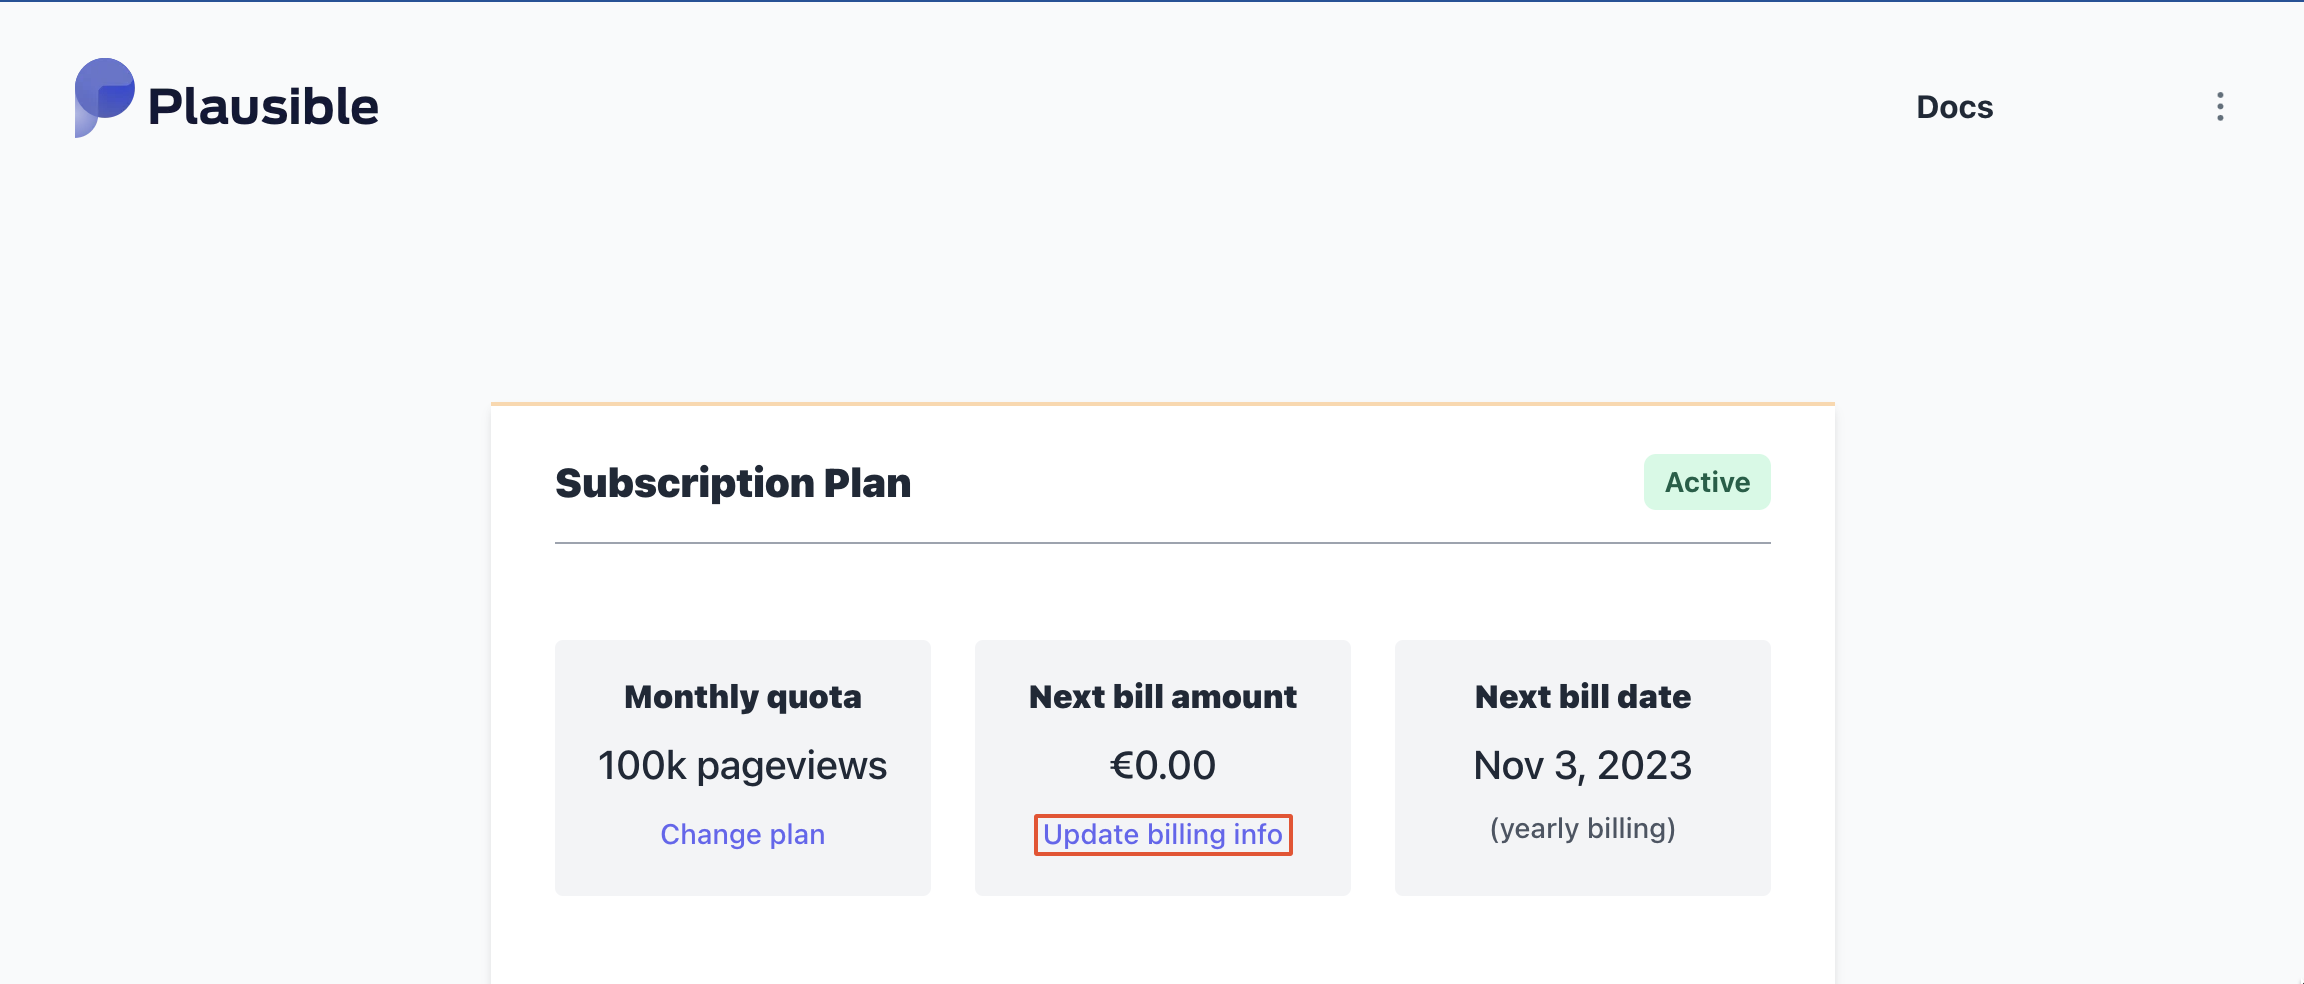 Plausible
Docs
Subscription Plan
Active
Monthly quota
100k pageviews
Change plan
Next bill amount
€0.00
Update billing info
Next bill date
Nov 3, 2023
(yearly billing)